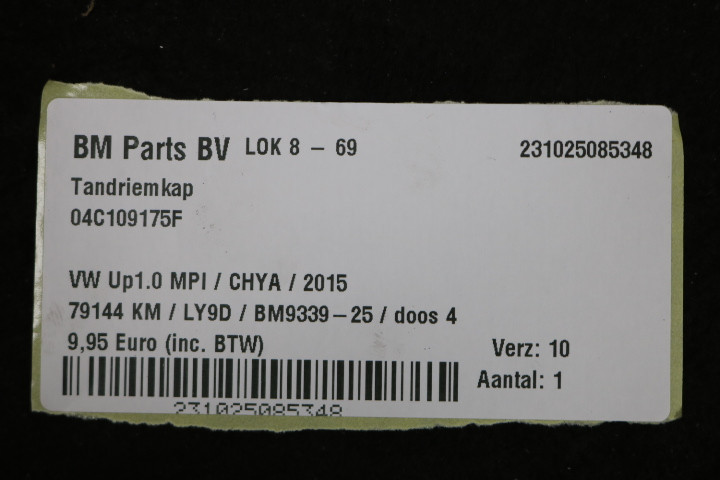 BM Parts BV LOK 8 – 69 231025085348
Tandriemkap
04C109175F
VW Up1.0 MPI / CHYA / 2015
79144 KM / LY9D / BM9339-25 / doos 4
9,95 Euro (inc. BTW) Verz: 10
Aantal: 1
231025085348